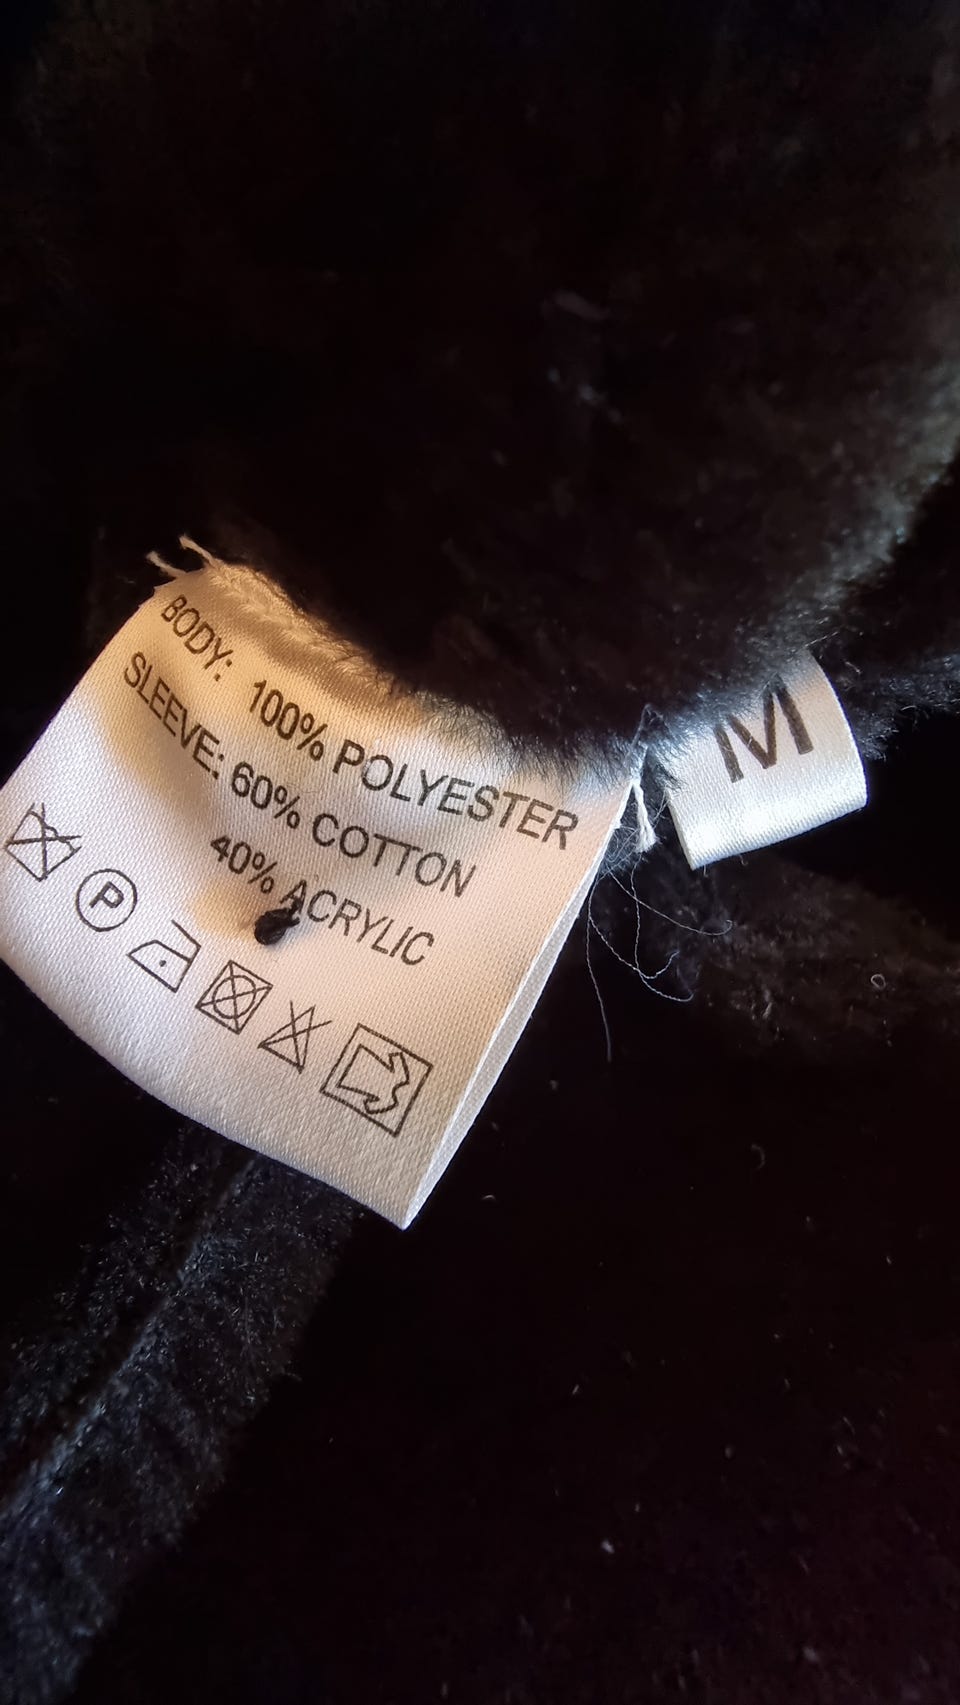 BODY: 100% POLYESTER
SLEEVE: 60% COTTON
40% ACRYLIC
P
M